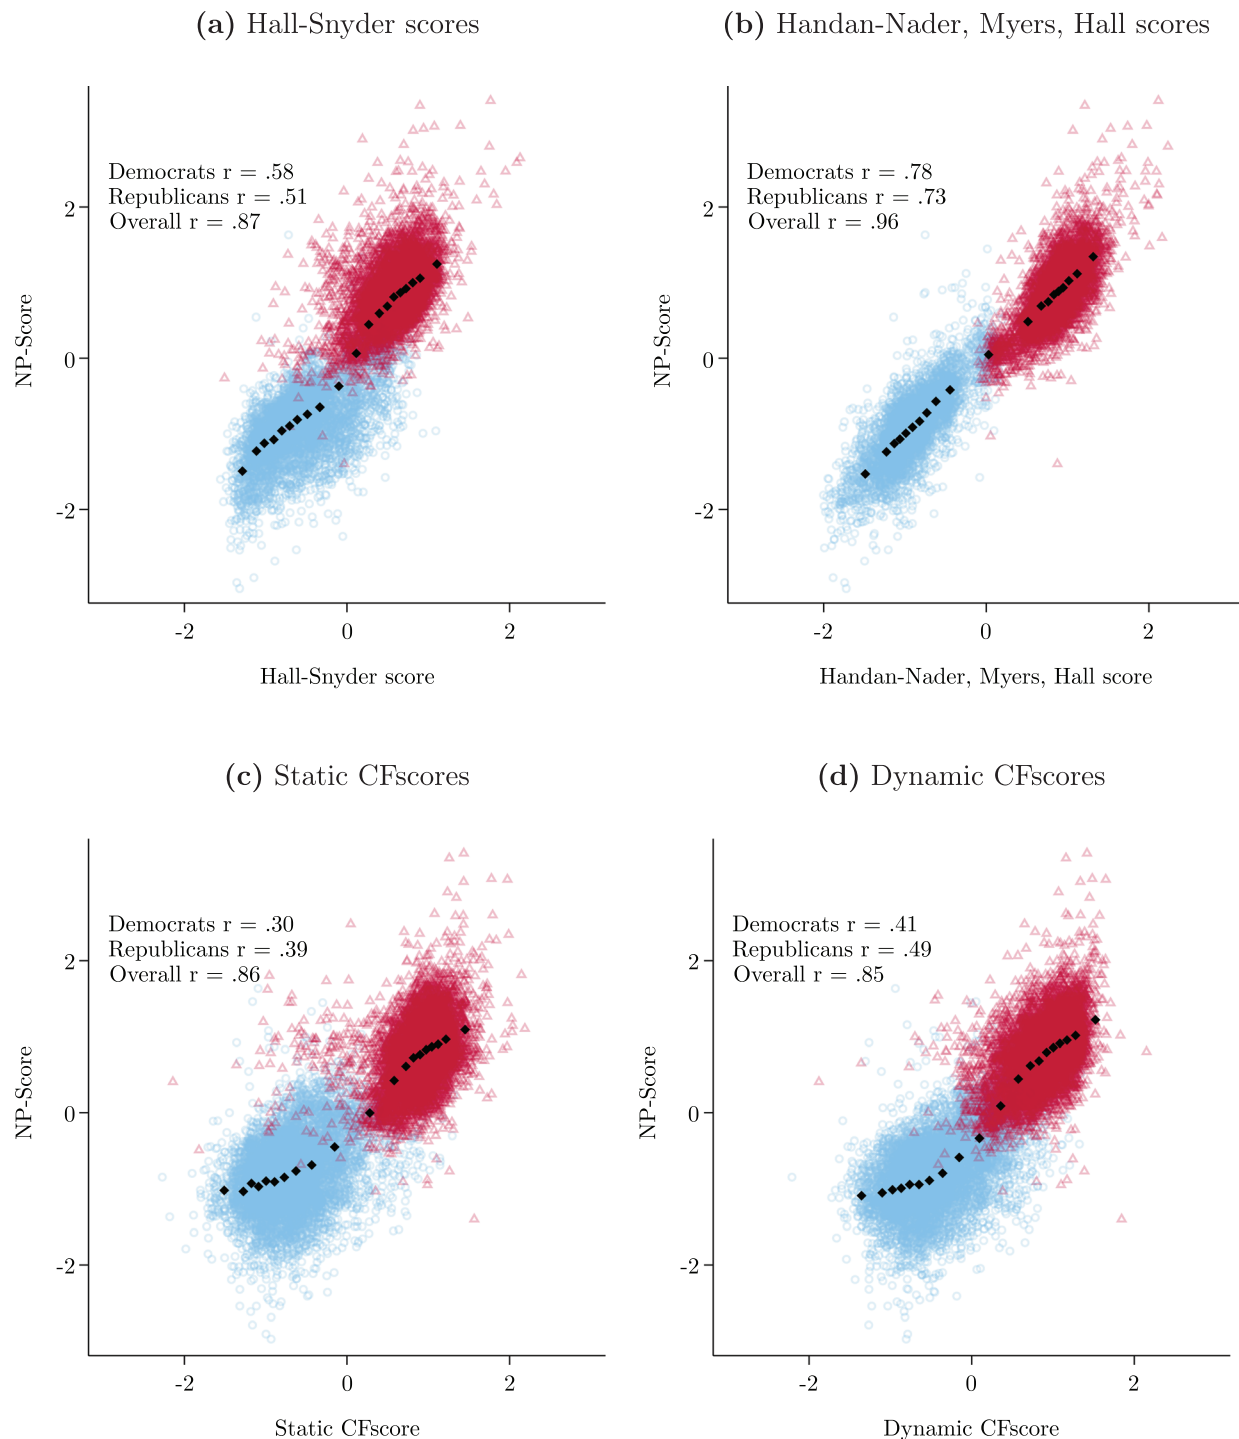 (a) Hall-Snyder scores
Democrats r = .58
Republicans r = .51
Overall r = .87
NP-Score
2
0
-2
-2
0
2
Hall-Snyder score
(b) Handan-Nader, Myers, Hall scores
Democrats r = .78
Republicans r = .73
Overall r = .96
NP-Score
2
0
-2
-2
0
2
Handan-Nader, Myers, Hall score
(c) Static CFscores
Democrats r = .30
Republicans r = .39
Overall r = .86
NP-Score
2
0
-2
-2
0
2
Static CFscore
(d) Dynamic CFscores
Democrats r = .41
Republicans r = .49
Overall r = .85
NP-Score
2
0
-2
-2
0
2
Dynamic CFscore